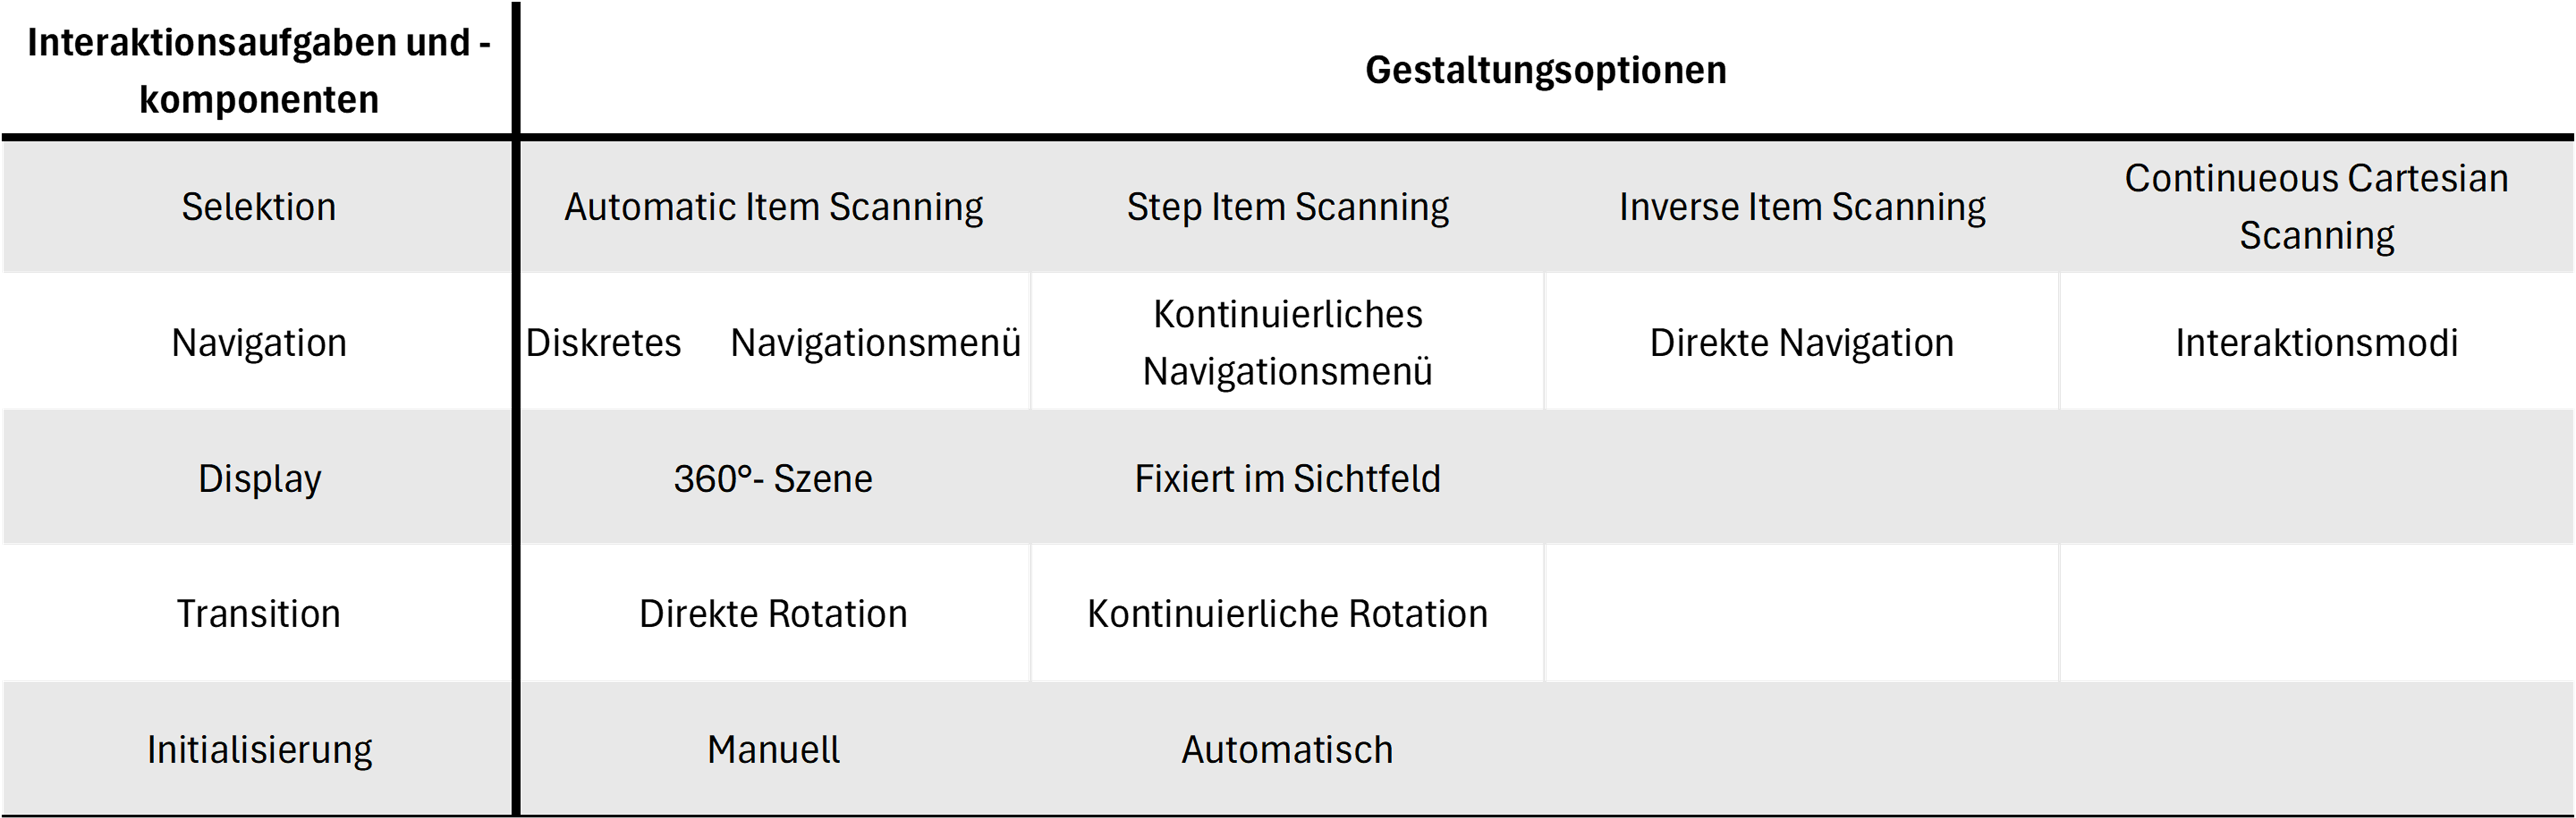 Interaktionsaufgaben und -
komponenten
Gestaltungsoptionen
Selektion
Automatic Item Scanning
Step Item Scanning
Inverse Item Scanning
Continueous Cartesian
Scanning
Navigation
Diskretes Navigationsmenü
Kontinuierliches
Navigationsmenü
Direkte Navigation
Interaktionsmodi
Display
360°- Szene
Fixiert im Sichtfeld
Transition
Direkte Rotation
Kontinuierliche Rotation
Initialisierung
Manuell
Automatisch